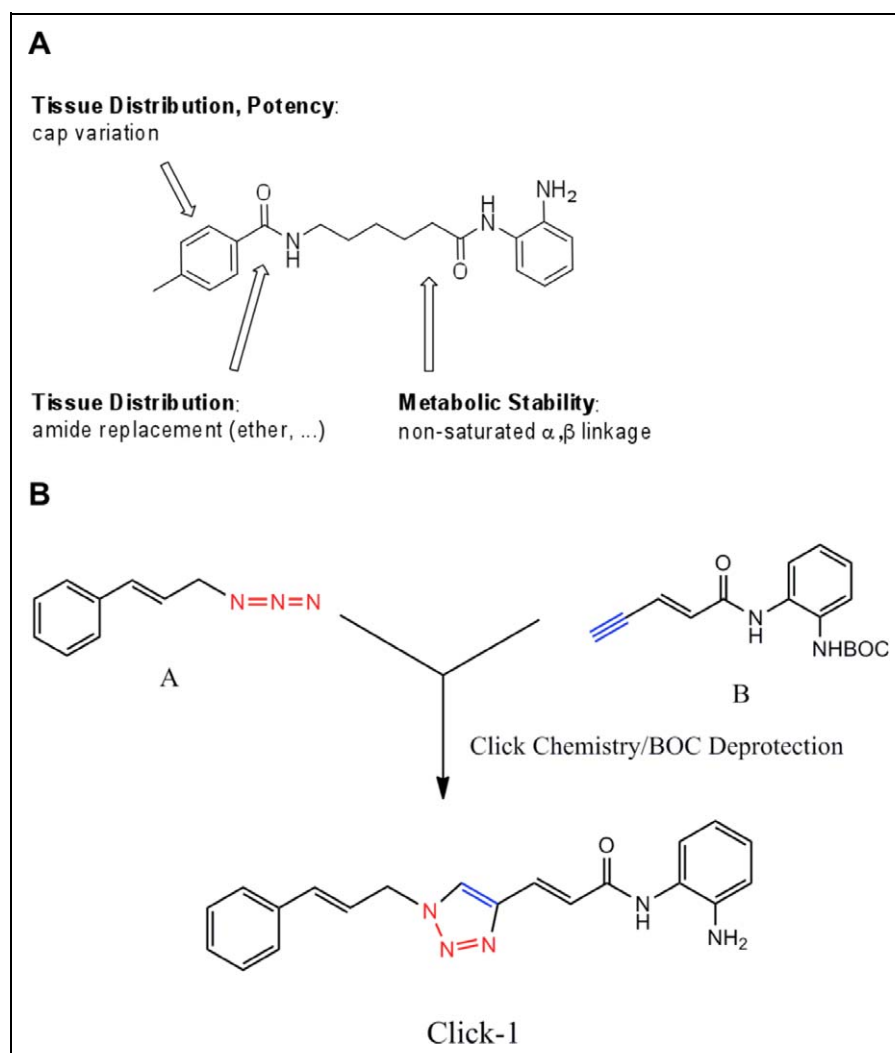 A
Tissue Distribution, Potency:
cap variation
O
N
H
O
H
N
NH2
Tissue Distribution:
amide replacement (ether, ...)
Metabolic Stability:
non-saturated α,β linkage
B
N=N=N
A
O
N
H
NHBOC
B
Click Chemistry/BOC Deprotection
N
N=N
O
N
H
NH2
Click-1